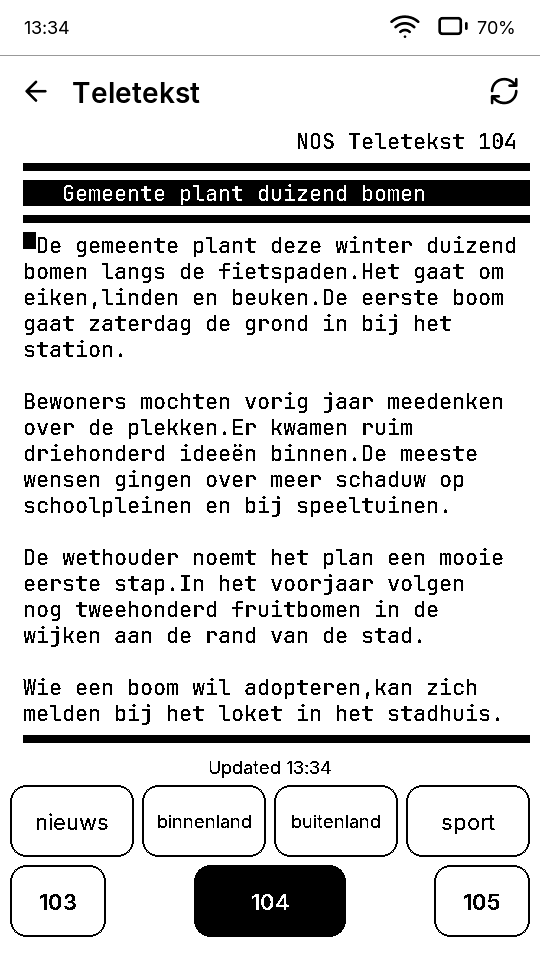 13:34
70%
Teletekst
NOS Teletekst 104
Gemeente plant duizend bomen
De gemeente plant deze winter duizend
bomen langs de fietspaden.Het gaat om
eiken,linden en beuken.De eerste boom
gaat zaterdag de grond in bij het
station.
Bewoners mochten vorig jaar meedenken
over de plekken.Er kwamen ruim
driehonderd ideeën binnen.De meeste
wensen gingen over meer schaduw op
schoolpleinen en bij speeltuinen.
De wethouder noemt het plan een mooie
eerste stap.In het voorjaar volgen
nog tweehonderd fruitbomen in de
wijken aan de rand van de stad.
Wie een boom wil adopteren,kan zich
melden bij het loket in het stadhuis.
Updated 13:34
nieuws binnenland buitenland sport
103 104 105